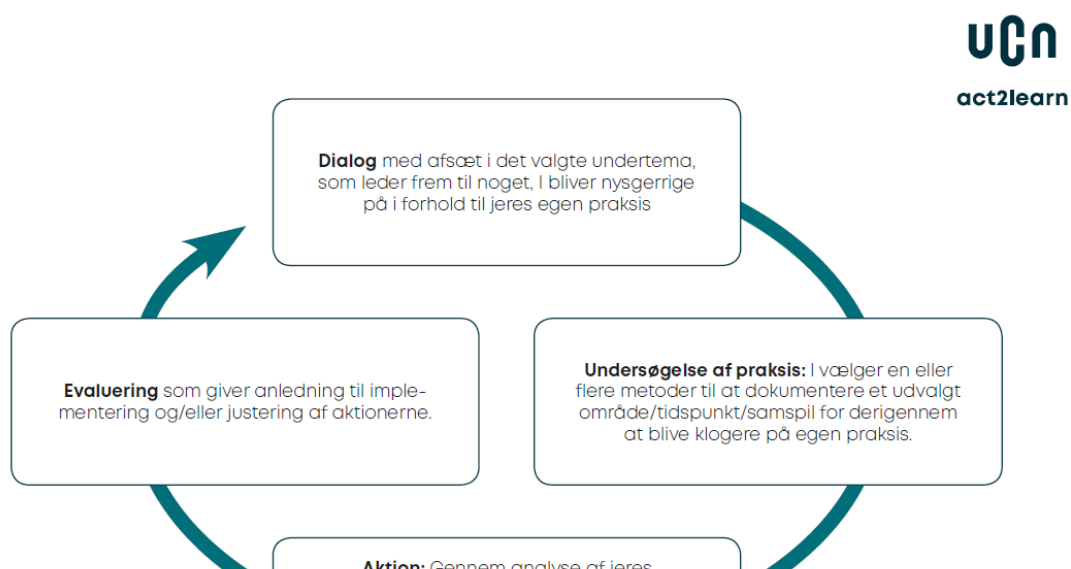 ucn
act2learn
Dialog med afsæt i det valgte undertema,
som leder frem til noget, I bliver nysgerrige
på i forhold til jeres egen praksis
Evaluering som giver anledning til imple-
mentering og/eller justering af aktionerne.
Undersøgelse af praksis: I vælger en eller
flere metoder til at dokumentere et udvalgt
område/tidspunkt/samspil for derigennem
at blive klogere på egen praksis.
Aktion: Gennem analyse af jeres